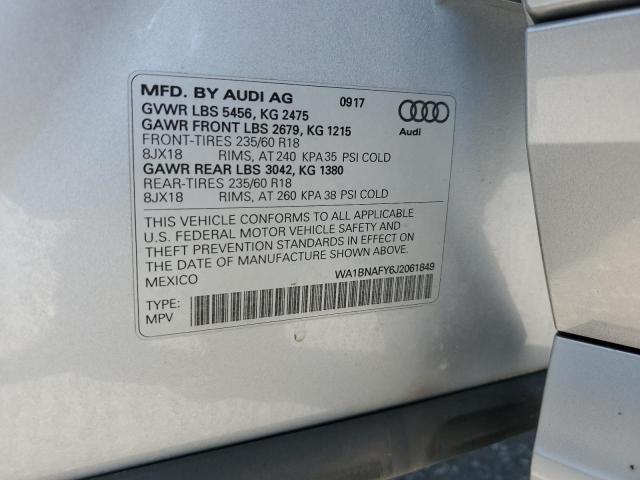 MFD. BY AUDI AG 0917
GVWR LBS 5456, KG 2475
GAWR FRONT LBS 2679, KG 1215
Audi
FRONT-TIRES 235/60 R18
8JX18 RIMS, AT 240 KPA 35 PSI COLD
GAWR REAR LBS 3042, KG 1380
REAR-TIRES 235/60 R18
8JX18 RIMS, AT 260 KPA 38 PSI COLD
THIS VEHICLE CONFORMS TO ALL APPLICABLE
U.S. FEDERAL MOTOR VEHICLE SAFETY AND
THEFT PREVENTION STANDARDS IN EFFECT ON
THE DATE OF MANUFACTURE SHOWN ABOVE.
MEXICO WA1BNAFY6J2061849
TYPE:
MPV